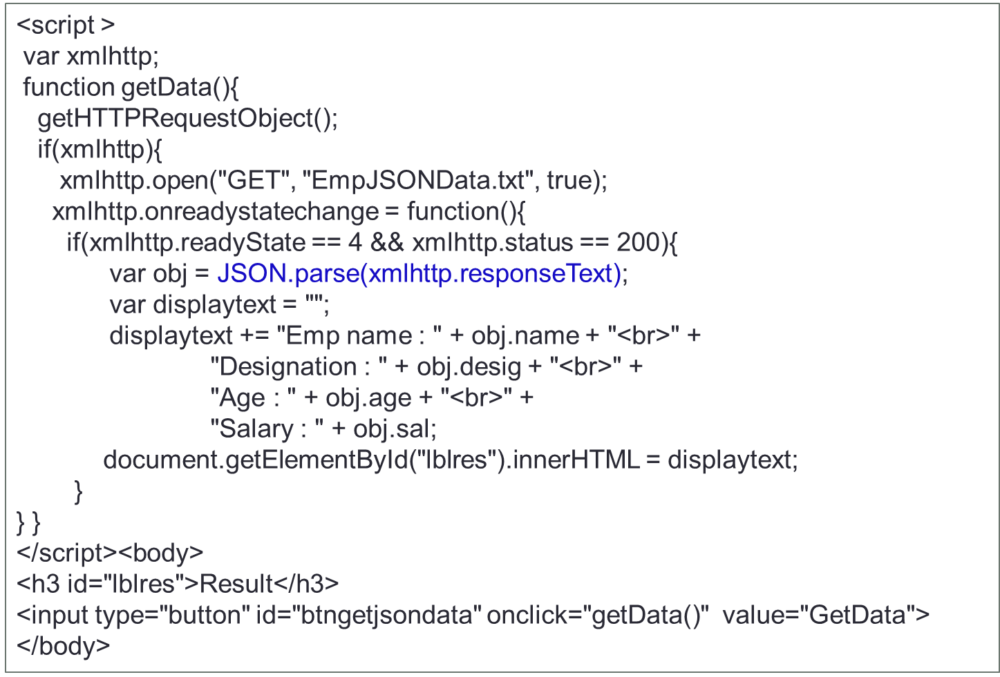 <script >
var xmlhttp;
function getData(){
getHTTPRequestObject();
if(xmlhttp){
xmlhttp.open("GET", "EmpJSONData.txt", true);
xmlhttp.onreadystatechange = function(){
if(xmlhttp.readyState == 4 && xmlhttp.status == 200){
var obj = JSON.parse(xmlhttp.responseText);
var displaytext = "";
displaytext += "Emp name : " + obj.name + "<br>" +
"Designation : " + obj.desig + "<br>" +
"Age : " + obj.age + "<br>" +
"Salary : " + obj.sal;
document.getElementById("lblres").innerHTML = displaytext;
}
} }
</script><body>
<h3 id="lblres">Result</h3>
<input type="button" id="btngetjsondata" onclick="getData()"  value="GetData">
</body>